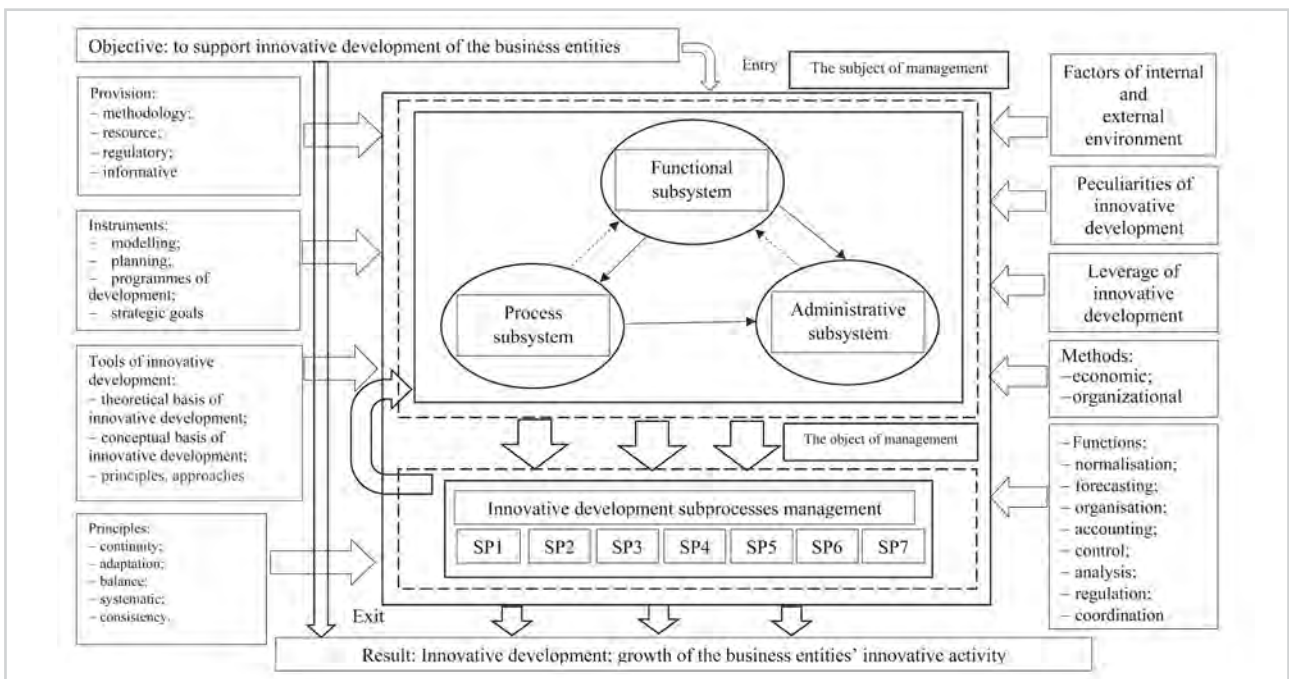 Objective: to support innovative development of the business entities
Entry
The subject of management
Provision:
– methodology;
– resource;
– regulatory;
– informative
Instruments:
– modelling;
– planning;
– programmes of
development;
– strategic goals
Tools of innovative
development:
- theoretical basis of
innovative development;
- conceptual basis of
innovative development;
- principles, approaches
Principles:
– continuity;
– adaptation;
– balance;
– systematic;
– consistency.
Functional
subsystem
Process
subsystem
Administrative
subsystem
The object of management
Innovative development subprocesses management
SP1
SP2
SP3
SP4
SP5
SP6
SP7
Factors of internal
and
external
environment
Peculiarities of
innovative
development
Leverage of
innovative
development
Methods:
–economic;
–organizational
– Functions:
– normalisation;
– forecasting;
– organisation;
– accounting;
– control;
– analysis;
– regulation;
– coordination
Exit
Result: Innovative development; growth of the business entities' innovative activity